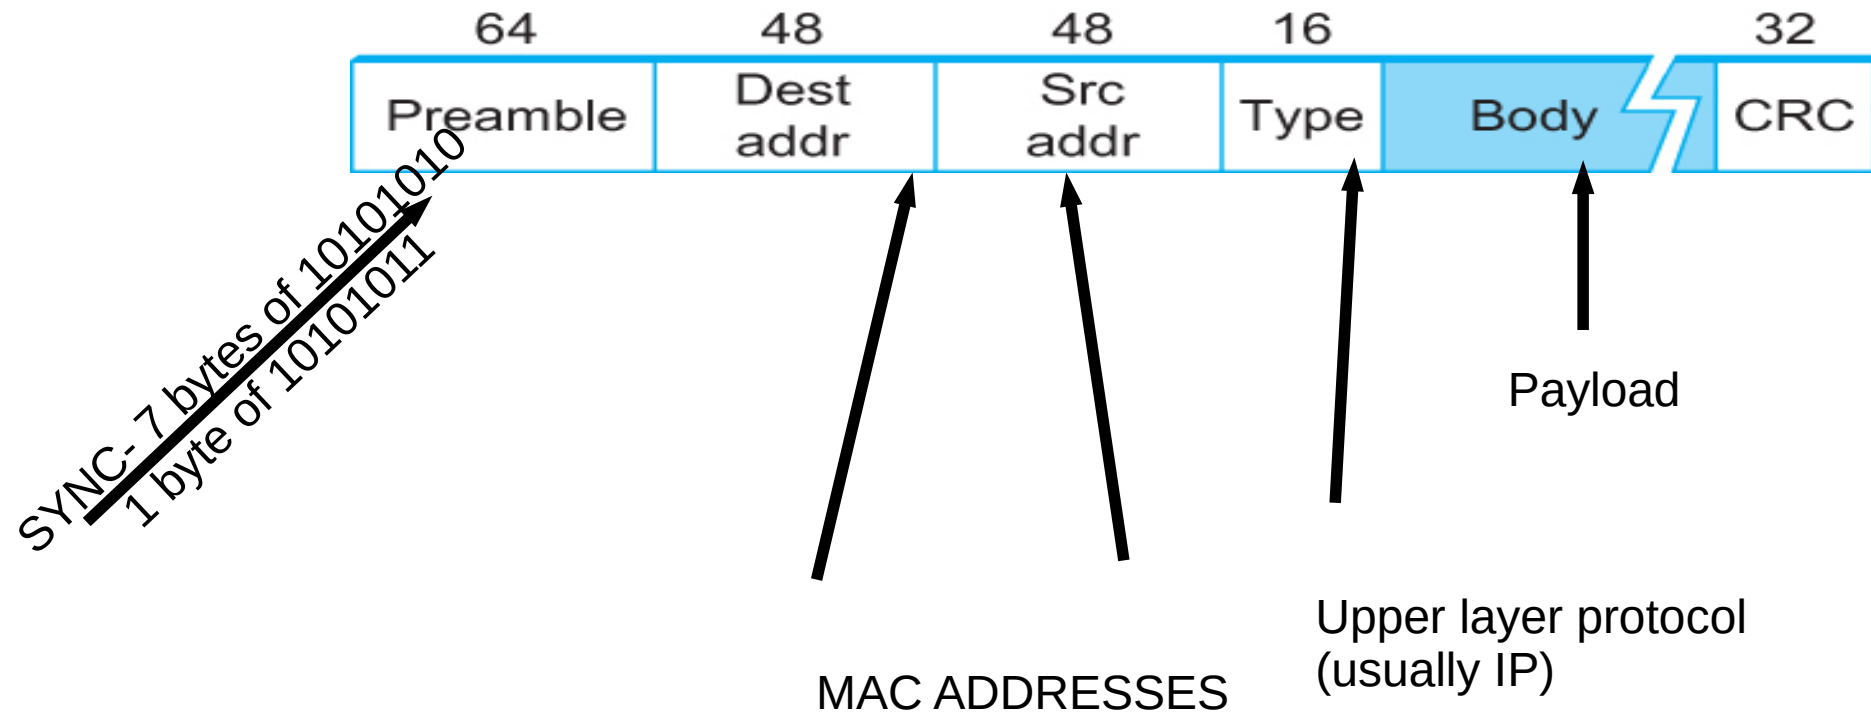 64 48 48 16 32
Preamble Dest addr Src addr Type Body CRC
SYNC- 7 bytes of 10101010
1 byte of 10101011
Payload
Upper layer protocol
(usually IP)
MAC ADDRESSES